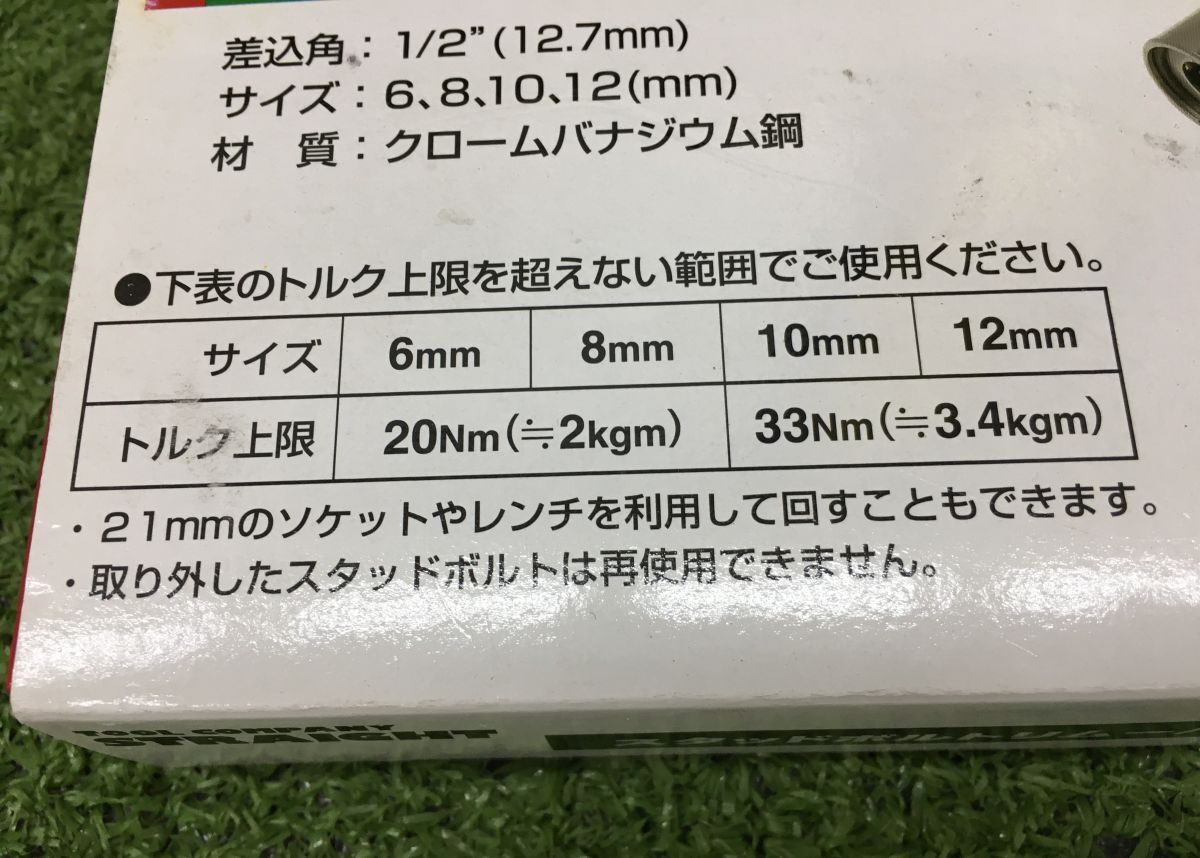 差込角：1/2”(12.7mm)
サイズ：6、8、10、12(mm)
材　質：クロームバナジウム鋼
●下表のトルク上限を超えない範囲でご使用ください。
サイズ 6mm 8mm 10mm 12mm
トルク上限 20Nm(≒2kgm) 33Nm(≒3.4kgm)
・21mmのソケットやレンチを利用して回すこともできます。
・取り外したスタッドボルトは再使用できません。
TOOL COMPANY
STRAIGHT